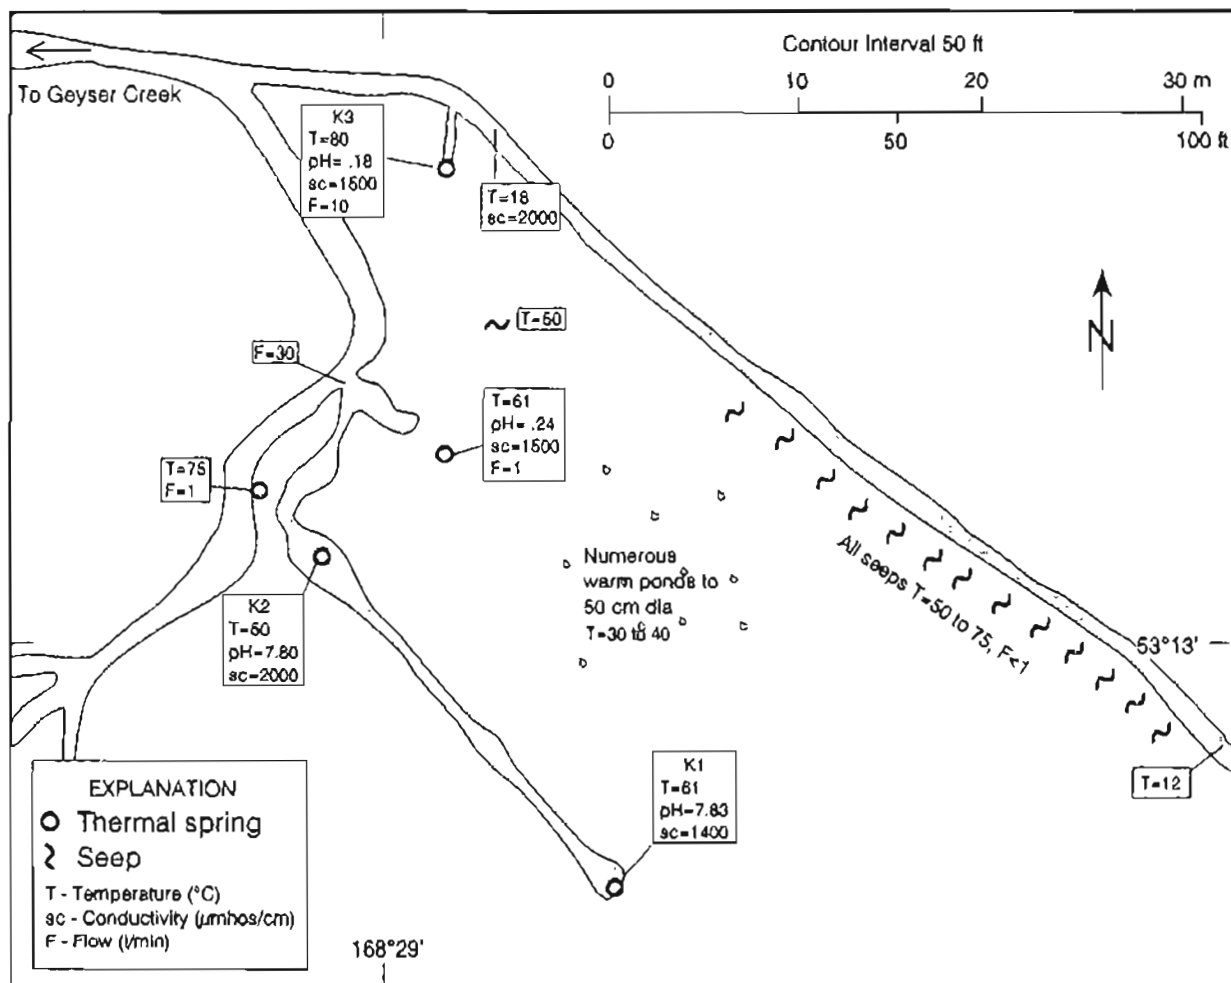 Contour Interval 50 ft
0 10 20 30 m
0 50 100 ft
To Geyser Creek
K3
T=80
pH= .18
sc=1500
F=10
T=18
sc=2000
N
T=60
F=30
T=61
pH= .24
sc=1500
F=1
T=75
F=1
Numerous
warm ponds to
50 cm dia
T=30 to 40
All seeps T=50 to 75, F<1
K2
T=50
pH=7.80
sc=2000
53°13'
K1
T=61
pH=7.83
sc=1400
T=12
EXPLANATION
Thermal spring
Seep
T - Temperature (°C)
sc - Conductivity (µmhos/cm)
F - Flow (l/min)
168°29'